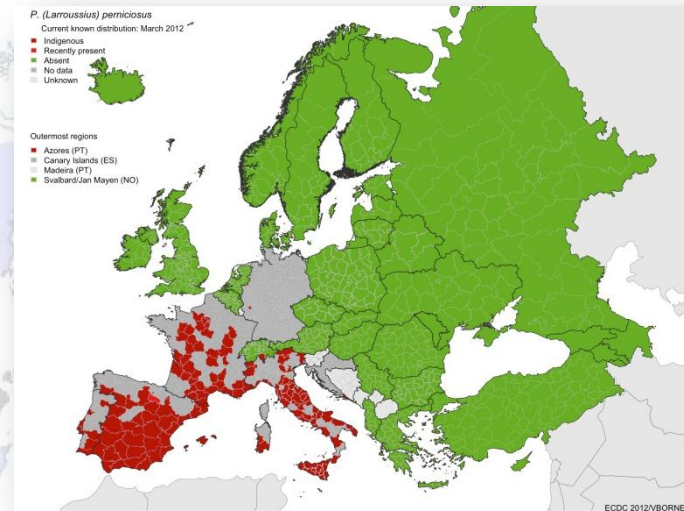 P. (Larroussius) perniciosus
Current known distribution: March 2012
Indigenous
Recently present
Absent
No data
Unknown
Outermost regions
Azores (PT)
Canary Islands (ES)
Madeira (PT)
Svalbard/Jan Mayen (NO)
ECDC 2012/VBORNE